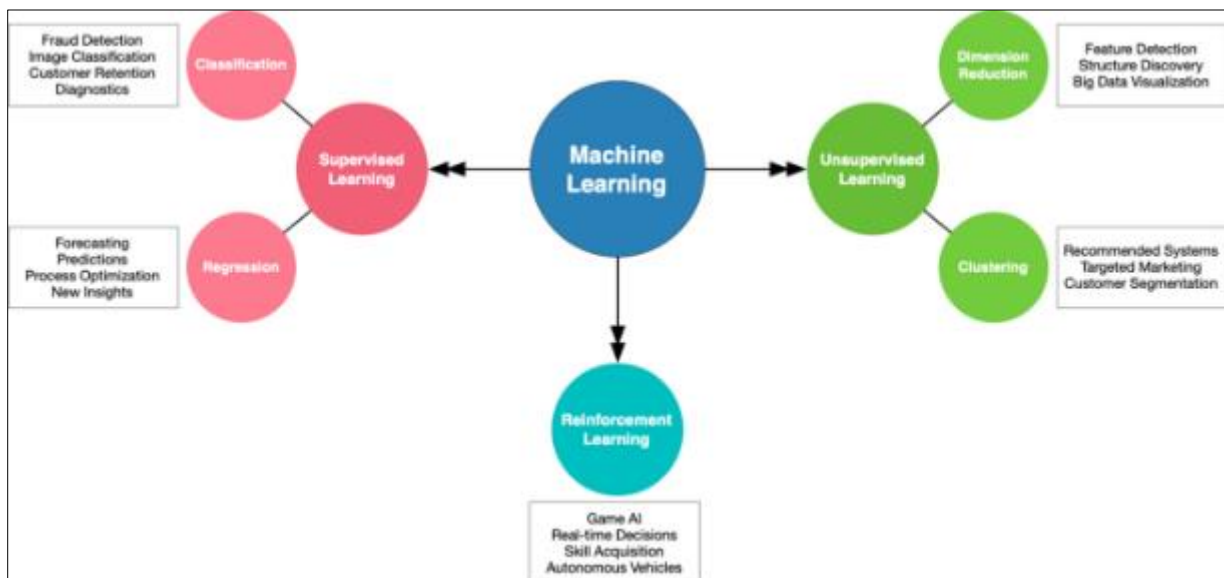 Fraud Detection
Image Classification
Customer Retention
Diagnostics
Classification
Dimension
Reduction
Feature Detection
Structure Discovery
Big Data Visualization
Supervised
Learning
Machine
Learning
Unsupervised
Learning
Forecasting
Predictions
Process Optimization
New Insights
Regression
Clustering
Recommended Systems
Targeted Marketing
Customer Segmentation
Reinforcement
Learning
Game AI
Real-time Decisions
Skill Acquisition
Autonomous Vehicles